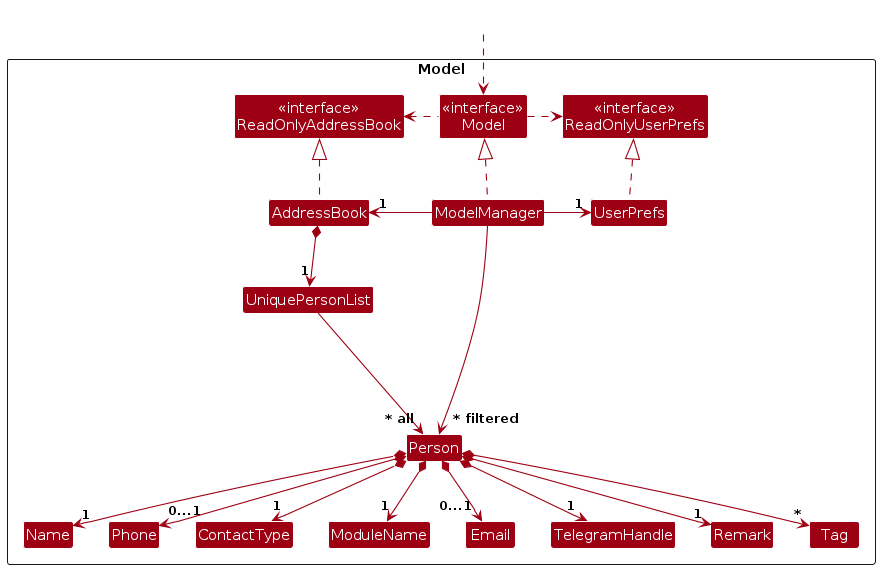 Model
«interface»
ReadOnlyAddressBook
«interface»
Model
«interface»
ReadOnlyUserPrefs
AddressBook
1
ModelManager
1
UserPrefs
1
UniquePersonList
* all
* filtered
Person
1
0...1
1
1
0...1
1
1
*
Name
Phone
ContactType
ModuleName
Email
TelegramHandle
Remark
Tag